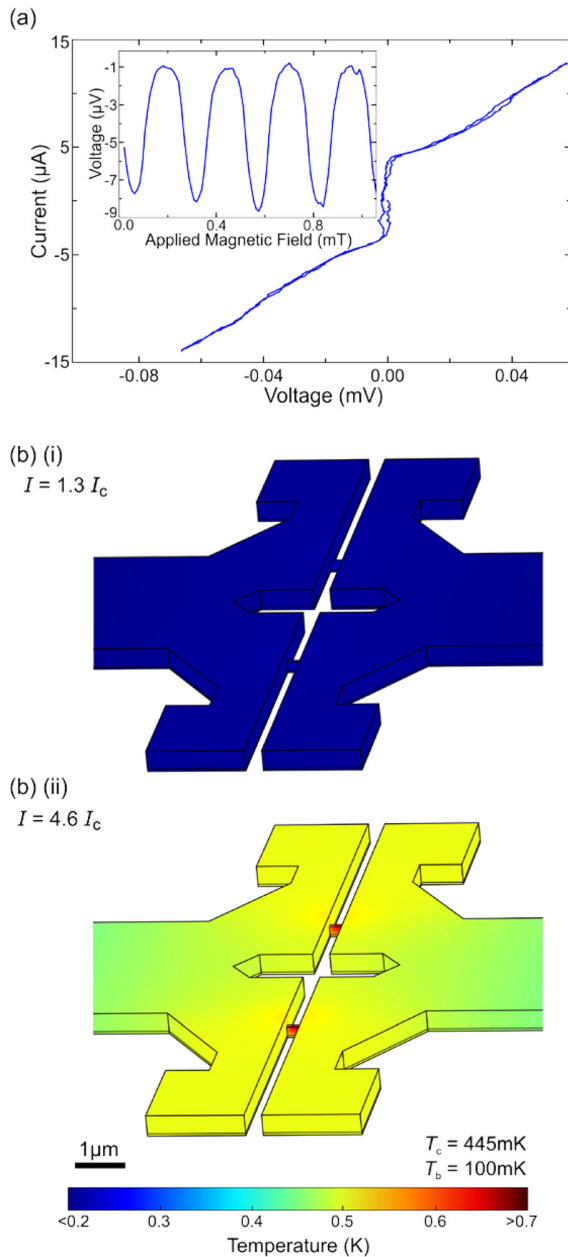 (a)
15
5
-5
-15
Current (µA)
-0.08
-0.04
0.00
0.04
Voltage (mV)
-1
-3
-5
-7
-9
Voltage (µV)
0.0
0.4
0.8
Applied Magnetic Field (mT)
(b) (i)
I = 1.3 Ic
(b) (ii)
I = 4.6 Ic
1µm
Tc = 445mK
Tb = 100mK
<0.2
0.3
0.4
0.5
0.6
>0.7
Temperature (K)